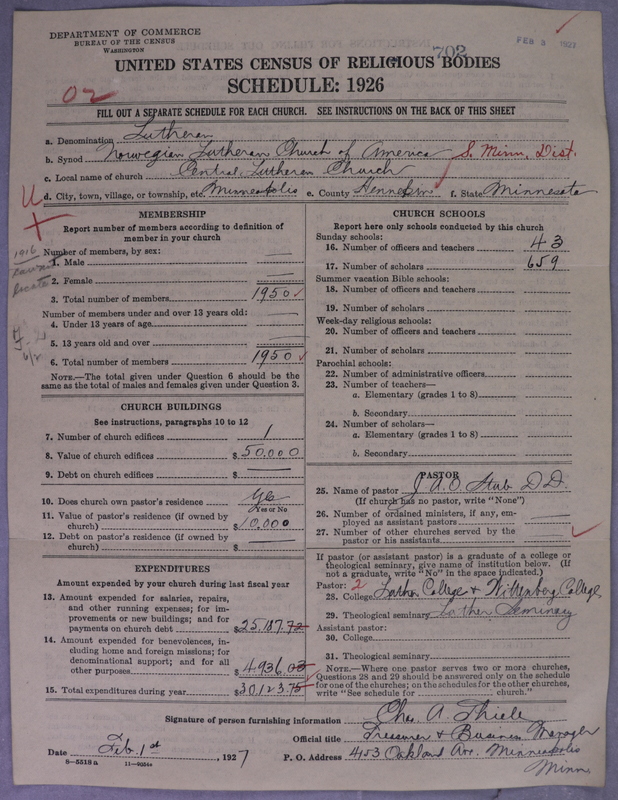 DEPARTMENT OF COMMERCE
BUREAU OF THE CENSUS
WASHINGTON
702
FEB 3 1927
UNITED STATES CENSUS OF RELIGIOUS BODIES
SCHEDULE: 1926
02
FILL OUT A SEPARATE SCHEDULE FOR EACH CHURCH. SEE INSTRUCTIONS ON THE BACK OF THIS SHEET
a. Denomination Lutheran
b. Synod Norwegian Lutheran Church of America S. Minn. Dist.
c. Local name of church Central Lutheran Church
U d. City, town, village, or township, etc. Minneapolis e. County Hennepin f. State Minnesota
MEMBERSHIP
Report number of members according to definition of member in your church
1916
Number of members, by sex:
1. Male
2. Female
3. Total number of members 1950
Number of members under and over 13 years old:
4. Under 13 years of age
5. 13 years old and over
6. Total number of members 1950
NOTE.—The total given under Question 6 should be the same as the total of males and females given under Question 3.
CHURCH BUILDINGS
See instructions, paragraphs 10 to 12
7. Number of church edifices 1
8. Value of church edifices $50,000
9. Debt on church edifices $
10. Does church own pastor's residence Yes
Yes or No
11. Value of pastor's residence (if owned by church) $10,000
12. Debt on pastor's residence (if owned by church) $
EXPENDITURES
Amount expended by your church during last fiscal year
13. Amount expended for salaries, repairs, and other running expenses; for improvements or new buildings; and for payments on church debt $25,187.72
14. Amount expended for benevolences, including home and foreign missions; for denominational support; and for all other purposes $4,936.03
15. Total expenditures during year $30,123.75
CHURCH SCHOOLS
Report here only schools conducted by this church
Sunday schools:
16. Number of officers and teachers 43
17. Number of scholars 659
Summer vacation Bible schools:
18. Number of officers and teachers
19. Number of scholars
Week-day religious schools:
20. Number of officers and teachers
21. Number of scholars
Parochial schools:
22. Number of administrative officers
23. Number of teachers—
a. Elementary (grades 1 to 8)
b. Secondary
24. Number of scholars—
a. Elementary (grades 1 to 8)
b. Secondary
PASTOR
25. Name of pastor J. A. O. Stub D.D.
(If church has no pastor, write "None")
26. Number of ordained ministers, if any, employed as assistant pastors
27. Number of other churches served by the pastor or his assistants
If pastor (or assistant pastor) is a graduate of a college or theological seminary, give name of institution below. (If not a graduate, write "No" in the space indicated.)
Pastor: 2
28. College Luther College & Wittenberg College
29. Theological seminary Luther Seminary
Assistant pastor:
30. College
31. Theological seminary
NOTE.—Where one pastor serves two or more churches, Questions 28 and 29 should be answered only on the schedule for one of the churches; on the schedules for the other churches, write "See schedule for church."
Signature of person furnishing information Chas. A. Thiele
Official title Treasurer & Business Manager
Date Feb. 1st, 1927 P. O. Address 453 Oakland Ave. Minneapolis
Minn.
8—5318a 11—9054a